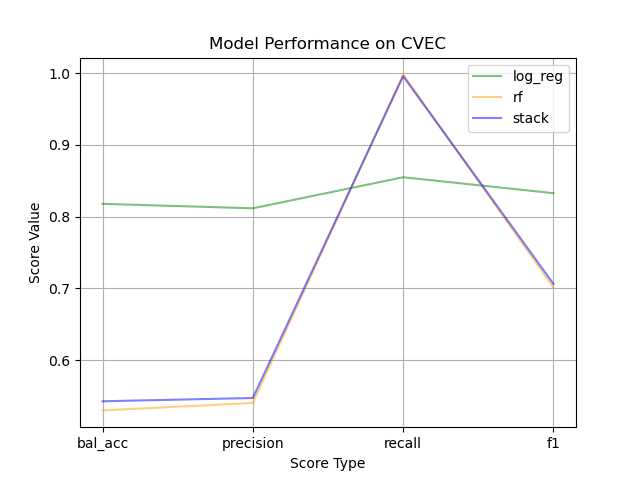 Model Performance on CVEC
log_reg
rf
stack
1.0
0.9
0.8
0.7
0.6
Score Value
bal_acc precision recall f1
Score Type